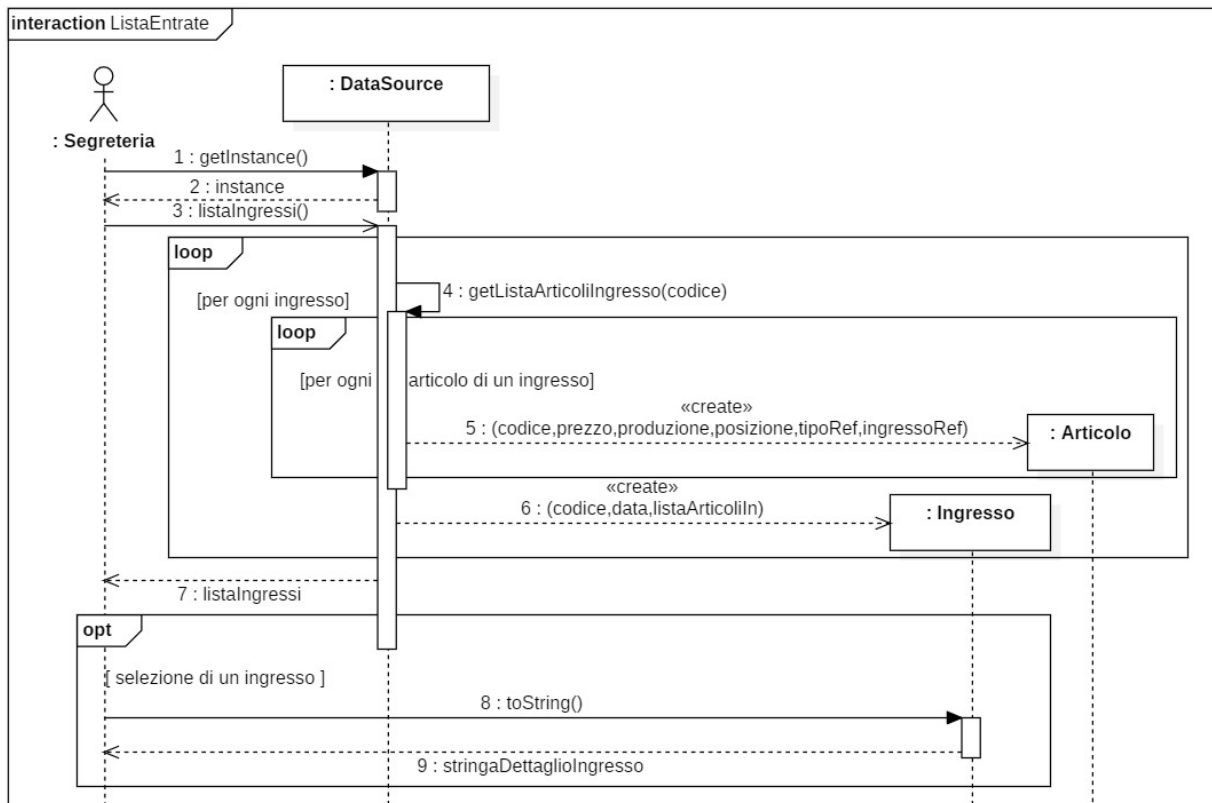 interaction ListaEntrate
: DataSource
: Segreteria
1 : getInstance()
2 : instance
3 : listaIngressi()
loop
4 : getListaArticoliIngresso(codice)
[per ogni ingresso]
loop
[per ogni articolo di un ingresso]
«create»
5 : (codice,prezzo,produzione,posizione,tipoRef,ingressoRef)
: Articolo
«create»
6 : (codice,data,listaArticoliIn)
: Ingresso
7 : listaIngressi
opt
[ selezione di un ingresso ]
8 : toString()
9 : stringaDettaglioIngresso